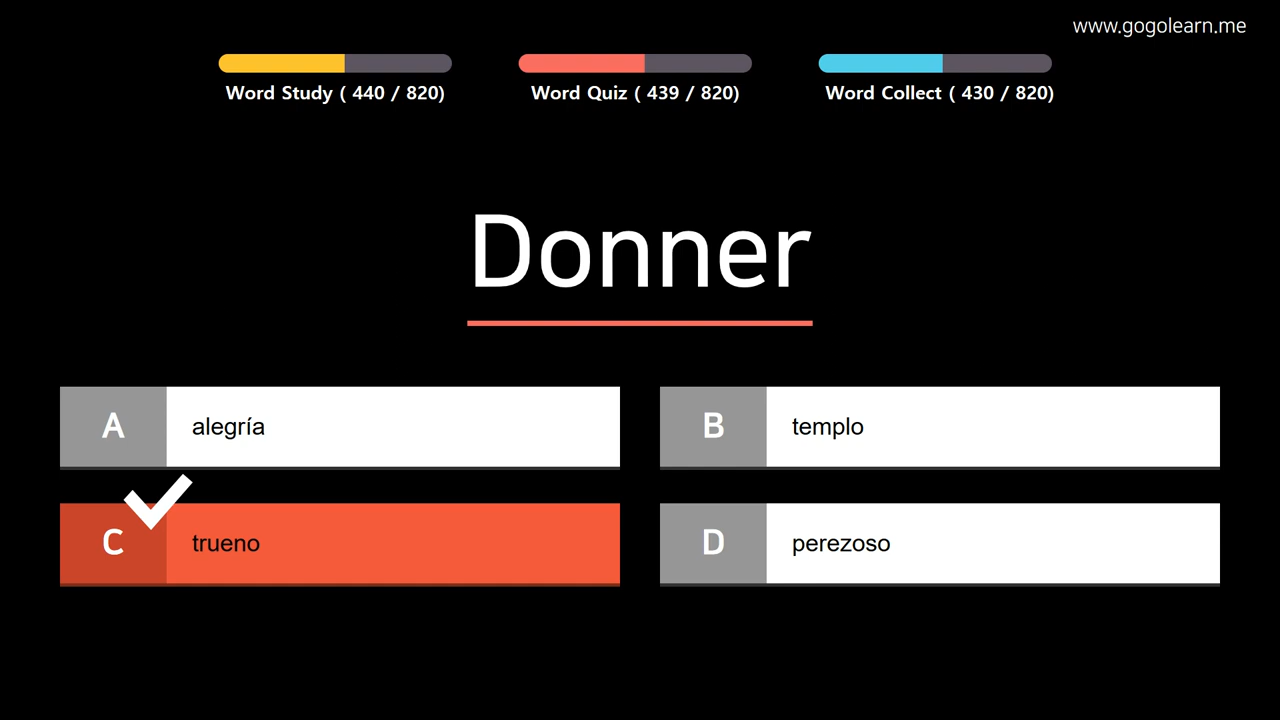 www.gogolearn.me
Word Study ( 440 / 820)
Word Quiz ( 439 / 820)
Word Collect ( 430 / 820)
Donner
A alegría
B templo
C trueno
D perezoso